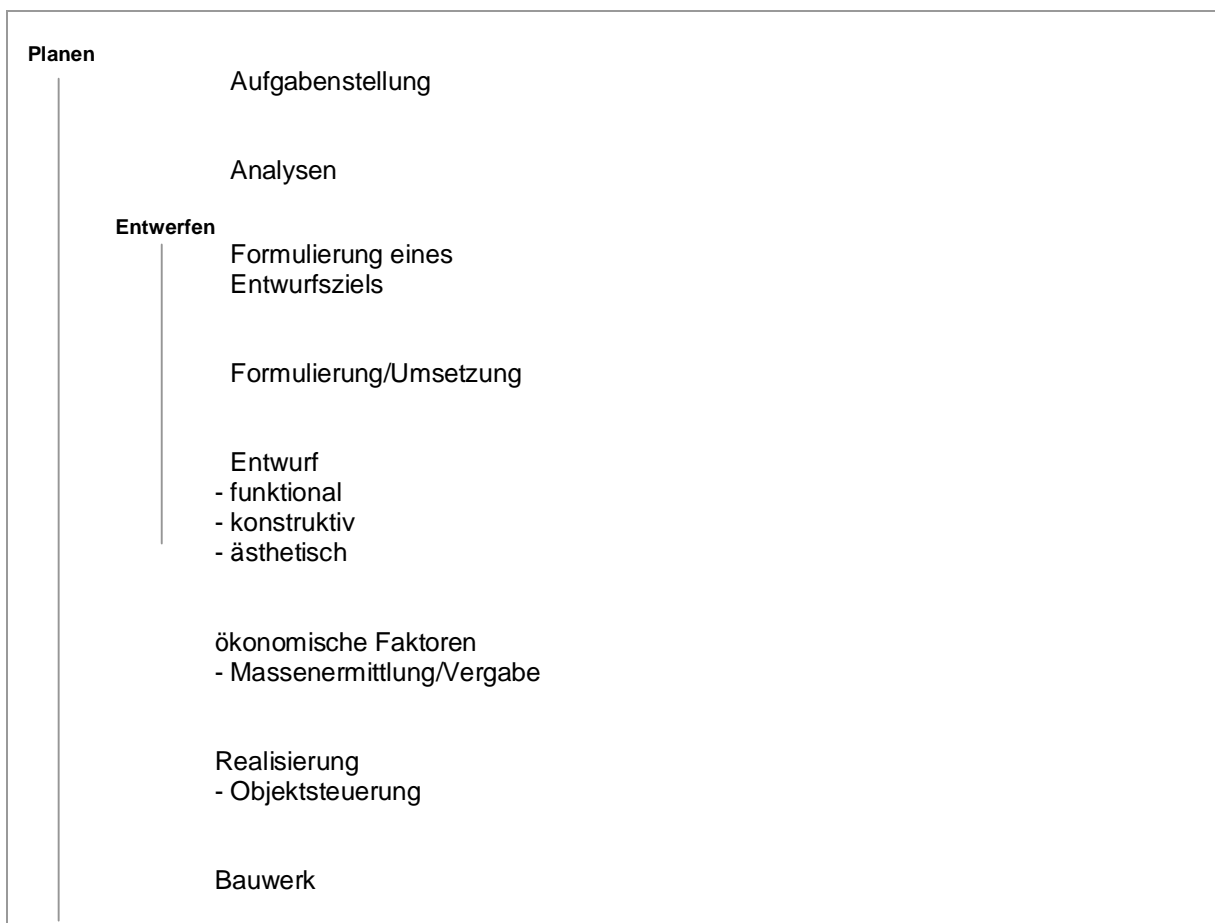 Planen
Aufgabenstellung
Analysen
Entwerfen
Formulierung eines
Entwurfsziels
Formulierung/Umsetzung
Entwurf
- funktional
- konstruktiv
- ästhetisch
ökonomische Faktoren
- Massenermittlung/Vergabe
Realisierung
- Objektsteuerung
Bauwerk